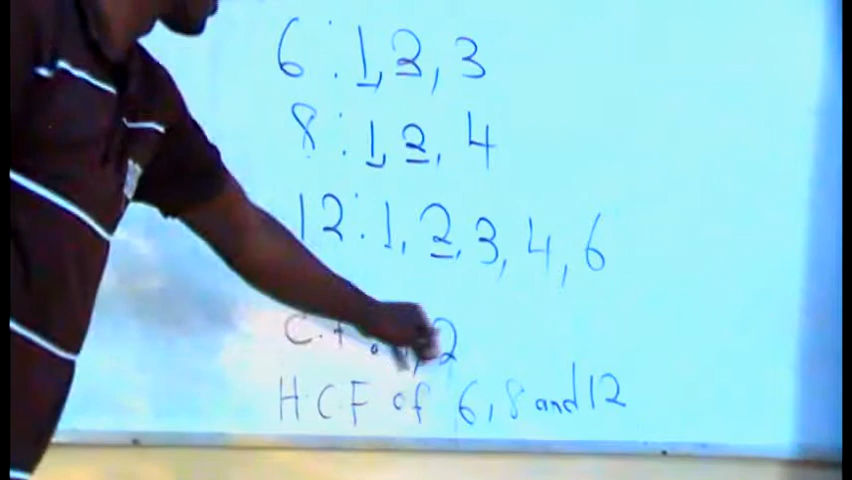 6 : 1, 2, 3
8 : 1, 2, 4
12 : 1, 2, 3, 4, 6
C.F , 2
H.C.F of 6, 8 and 12